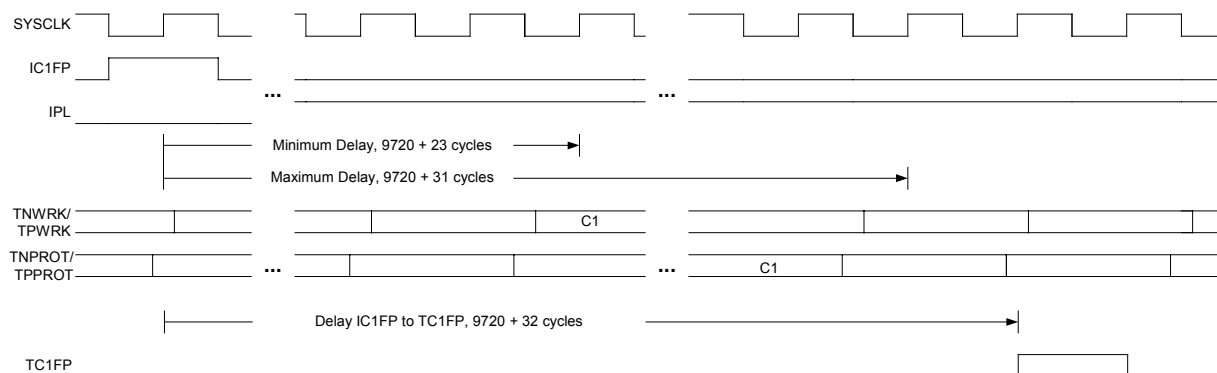 SYSCLK
IC1FP
...
...
IPL
Minimum Delay, 9720 + 23 cycles
Maximum Delay, 9720 + 31 cycles
TNWRK/
TPWRK
C1
TNPROT/
TPPROT
...
...
C1
Delay IC1FP to TC1FP, 9720 + 32 cycles
TC1FP